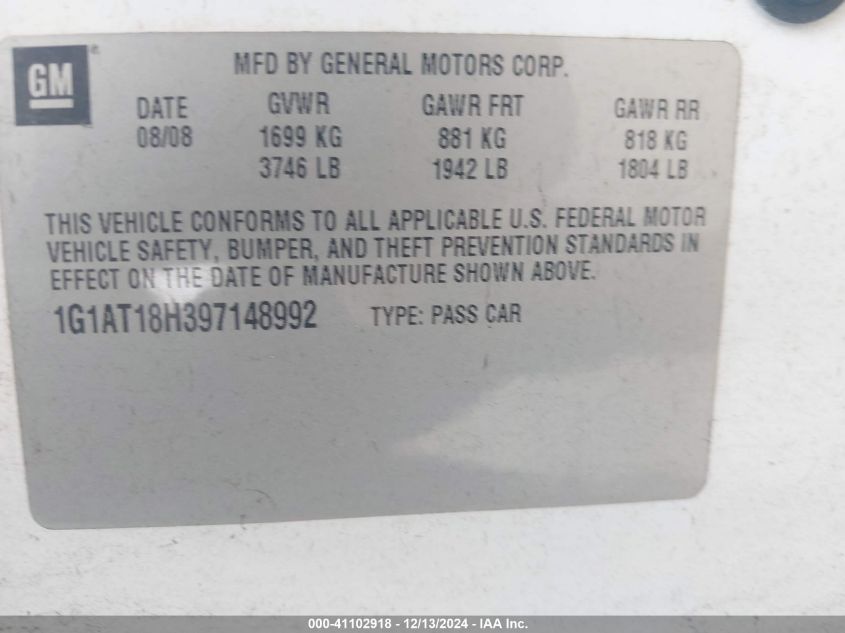 GM
MFD BY GENERAL MOTORS CORP.
DATE GVWR GAWR FRT GAWR RR
08/08 1699 KG 881 KG 818 KG
3746 LB 1942 LB 1804 LB
THIS VEHICLE CONFORMS TO ALL APPLICABLE U.S. FEDERAL MOTOR
VEHICLE SAFETY, BUMPER, AND THEFT PREVENTION STANDARDS IN
EFFECT ON THE DATE OF MANUFACTURE SHOWN ABOVE.
1G1AT18H397148992 TYPE: PASS CAR
000-41102918 - 12/13/2024 - IAA Inc.